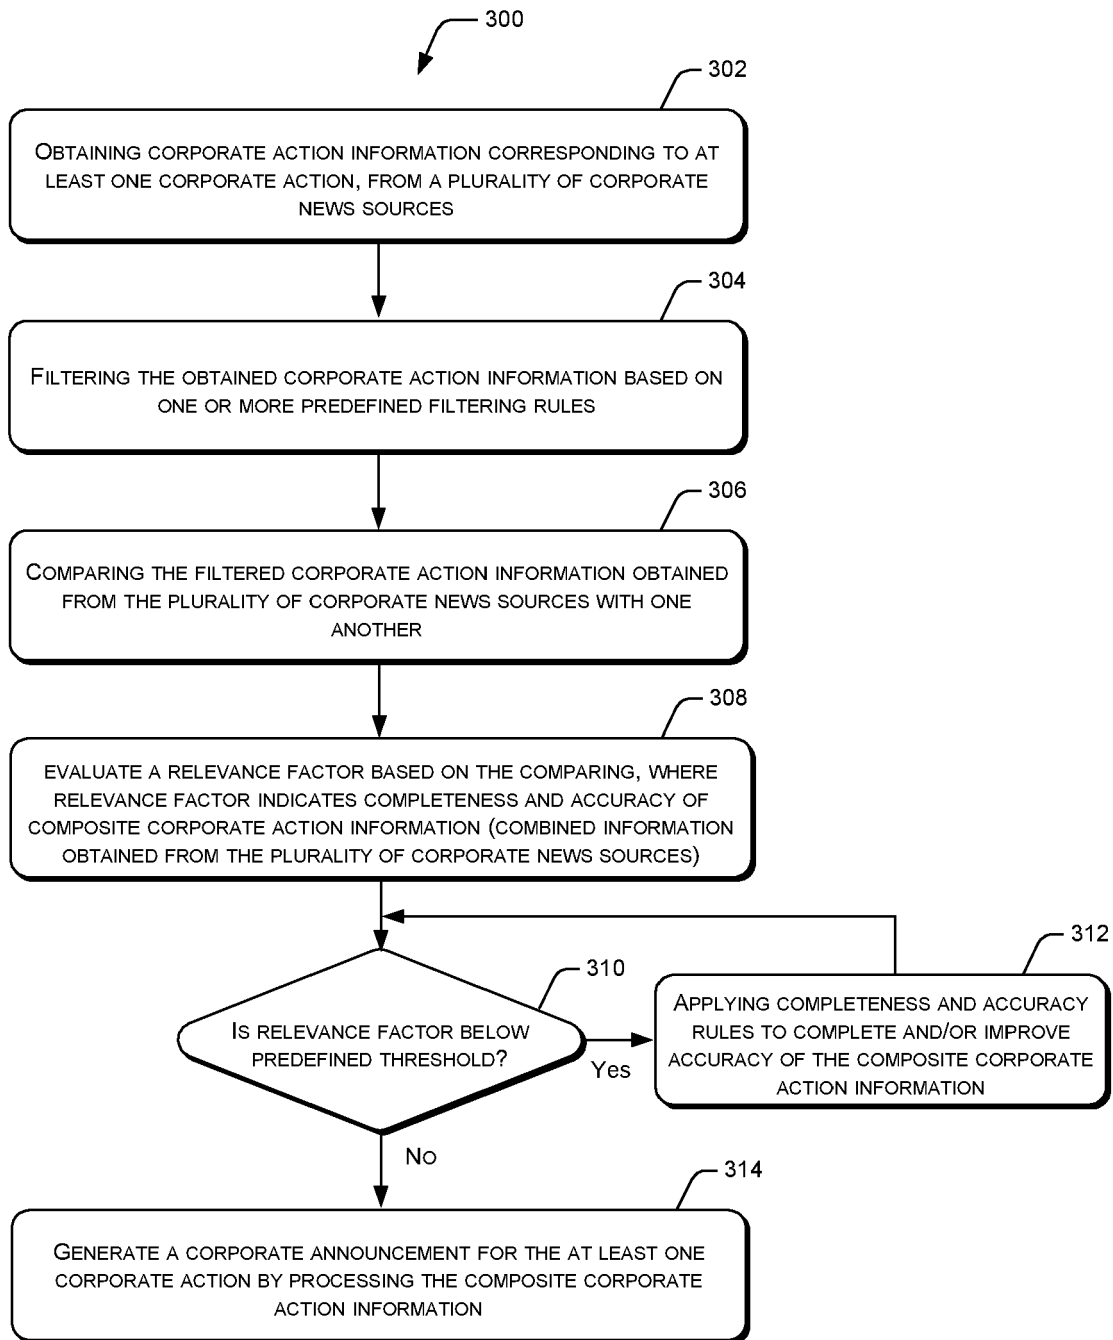 300
302
Obtaining corporate action information corresponding to at
least one corporate action, from a plurality of corporate
news sources
304
Filtering the obtained corporate action information based on
one or more predefined filtering rules
306
Comparing the filtered corporate action information obtained
from the plurality of corporate news sources with one
another
308
evaluate a relevance factor based on the comparing, where
relevance factor indicates completeness and accuracy of
composite corporate action information (combined information
obtained from the plurality of corporate news sources)
310
Is relevance factor below
predefined threshold?
Yes
312
Applying completeness and accuracy
rules to complete and/or improve
accuracy of the composite corporate
action information
No
314
Generate a corporate announcement for the at least one
corporate action by processing the composite corporate
action information